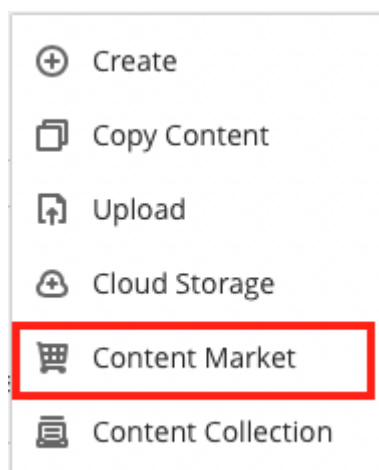 Create
Copy Content
Upload
Cloud Storage
Content Market
Content Collection